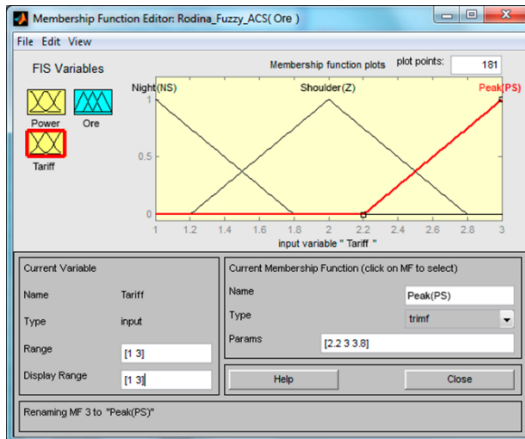 Membership Function Editor: Rodina_Fuzzy_ACS( Ore )
File Edit View
FIS Variables
Membership function plots plot points: 181
Night(NS) Shoulder(Z) Peak(PS)
Power Ore
Tariff
1
0.5
0
1 1.2 1.4 1.6 1.8 2 2.2 2.4 2.6 2.8 3
input variable " Tariff "
Current Variable
Name Tariff
Type input
Range [1 3]
Display Range [1 3]
Current Membership Function (click on MF to select)
Name Peak(PS)
Type trimf
Params [2.2 3 3.8]
Help Close
Renaming MF 3 to "Peak(PS)"